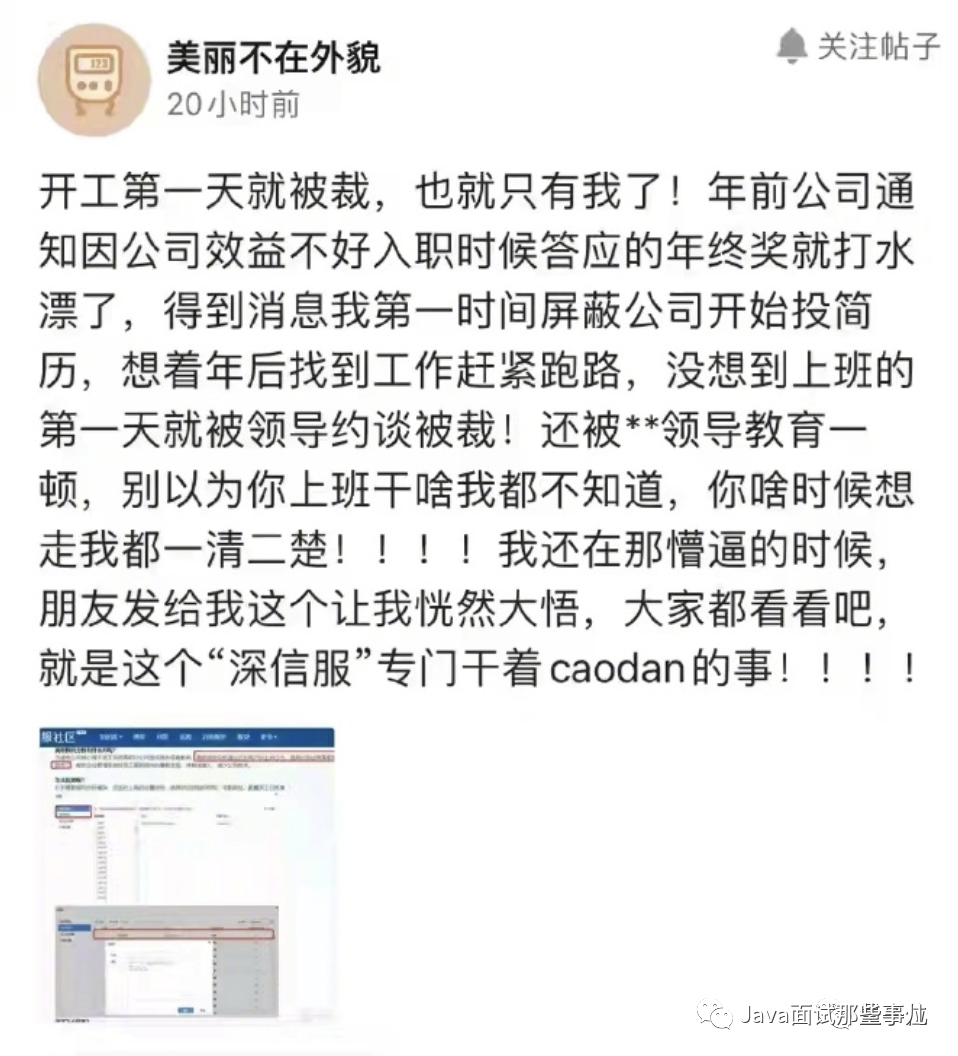 美丽不在外貌
20小时前
关注帖子
开工第一天就被裁，也就只有我了！年前公司通
知因公司效益不好入职时候答应的年终奖就打水
漂了，得到消息我第一时间屏蔽公司开始投简
历，想着年后找到工作赶紧跑路，没想到上班的
第一天就被领导约谈被裁！还被**领导教育一
顿，别以为你上班干啥我都不知道，你啥时候想
走我都一清二楚！！！！我还在那懵逼的时候，
朋友发给我这个让我恍然大悟，大家都看看吧，
就是这个“深信服”专门干着caodan的事！！！！
服社区
Java面试那些事儿